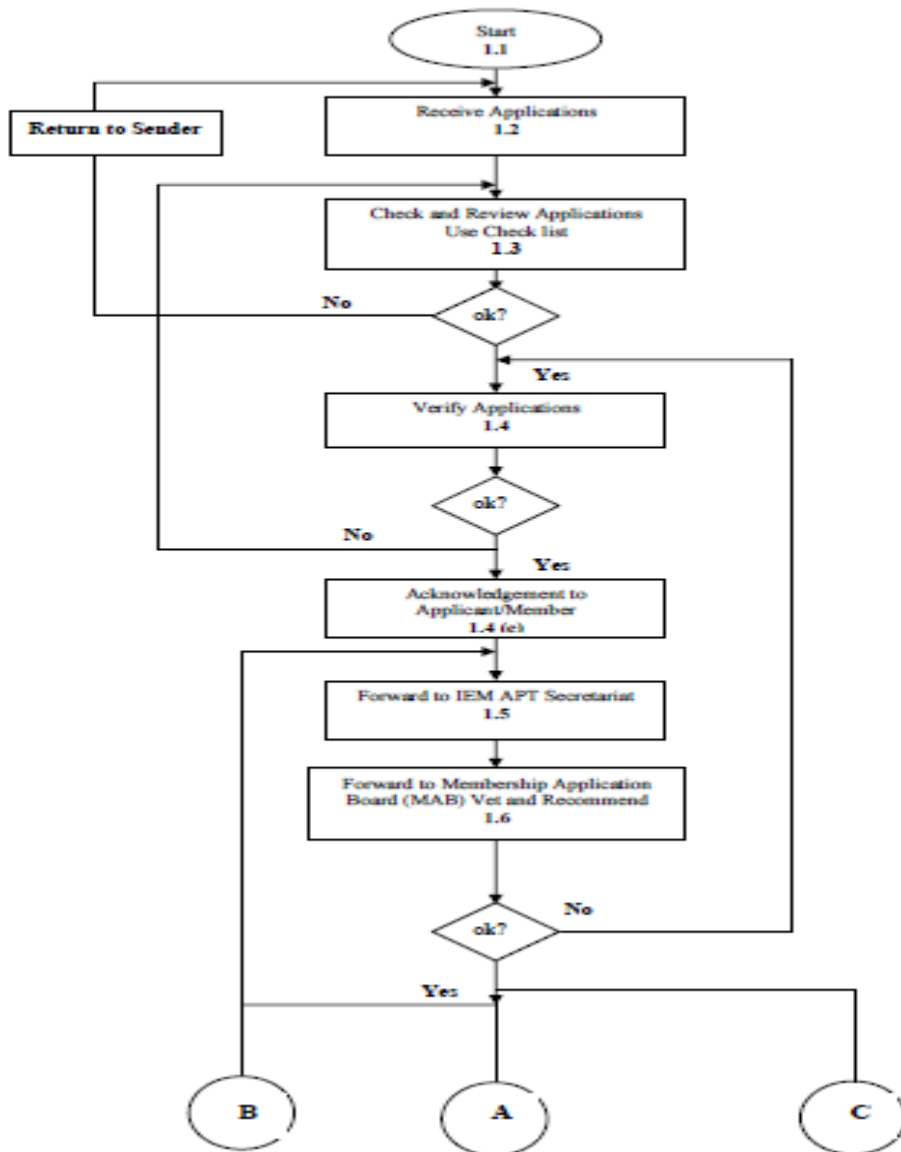 Start
1.1
Return to Sender
Receive Applications
1.2
Check and Review Applications
Use Check list
1.3
No
ok?
Yes
Verify Applications
1.4
ok?
No
Yes
Acknowledgement to
Applicant/Member
1.4 (e)
Forward to IEM APT Secretariat
1.5
Forward to Membership Application
Board (MAB) Vet and Recommend
1.6
No
ok?
Yes
B
A
C